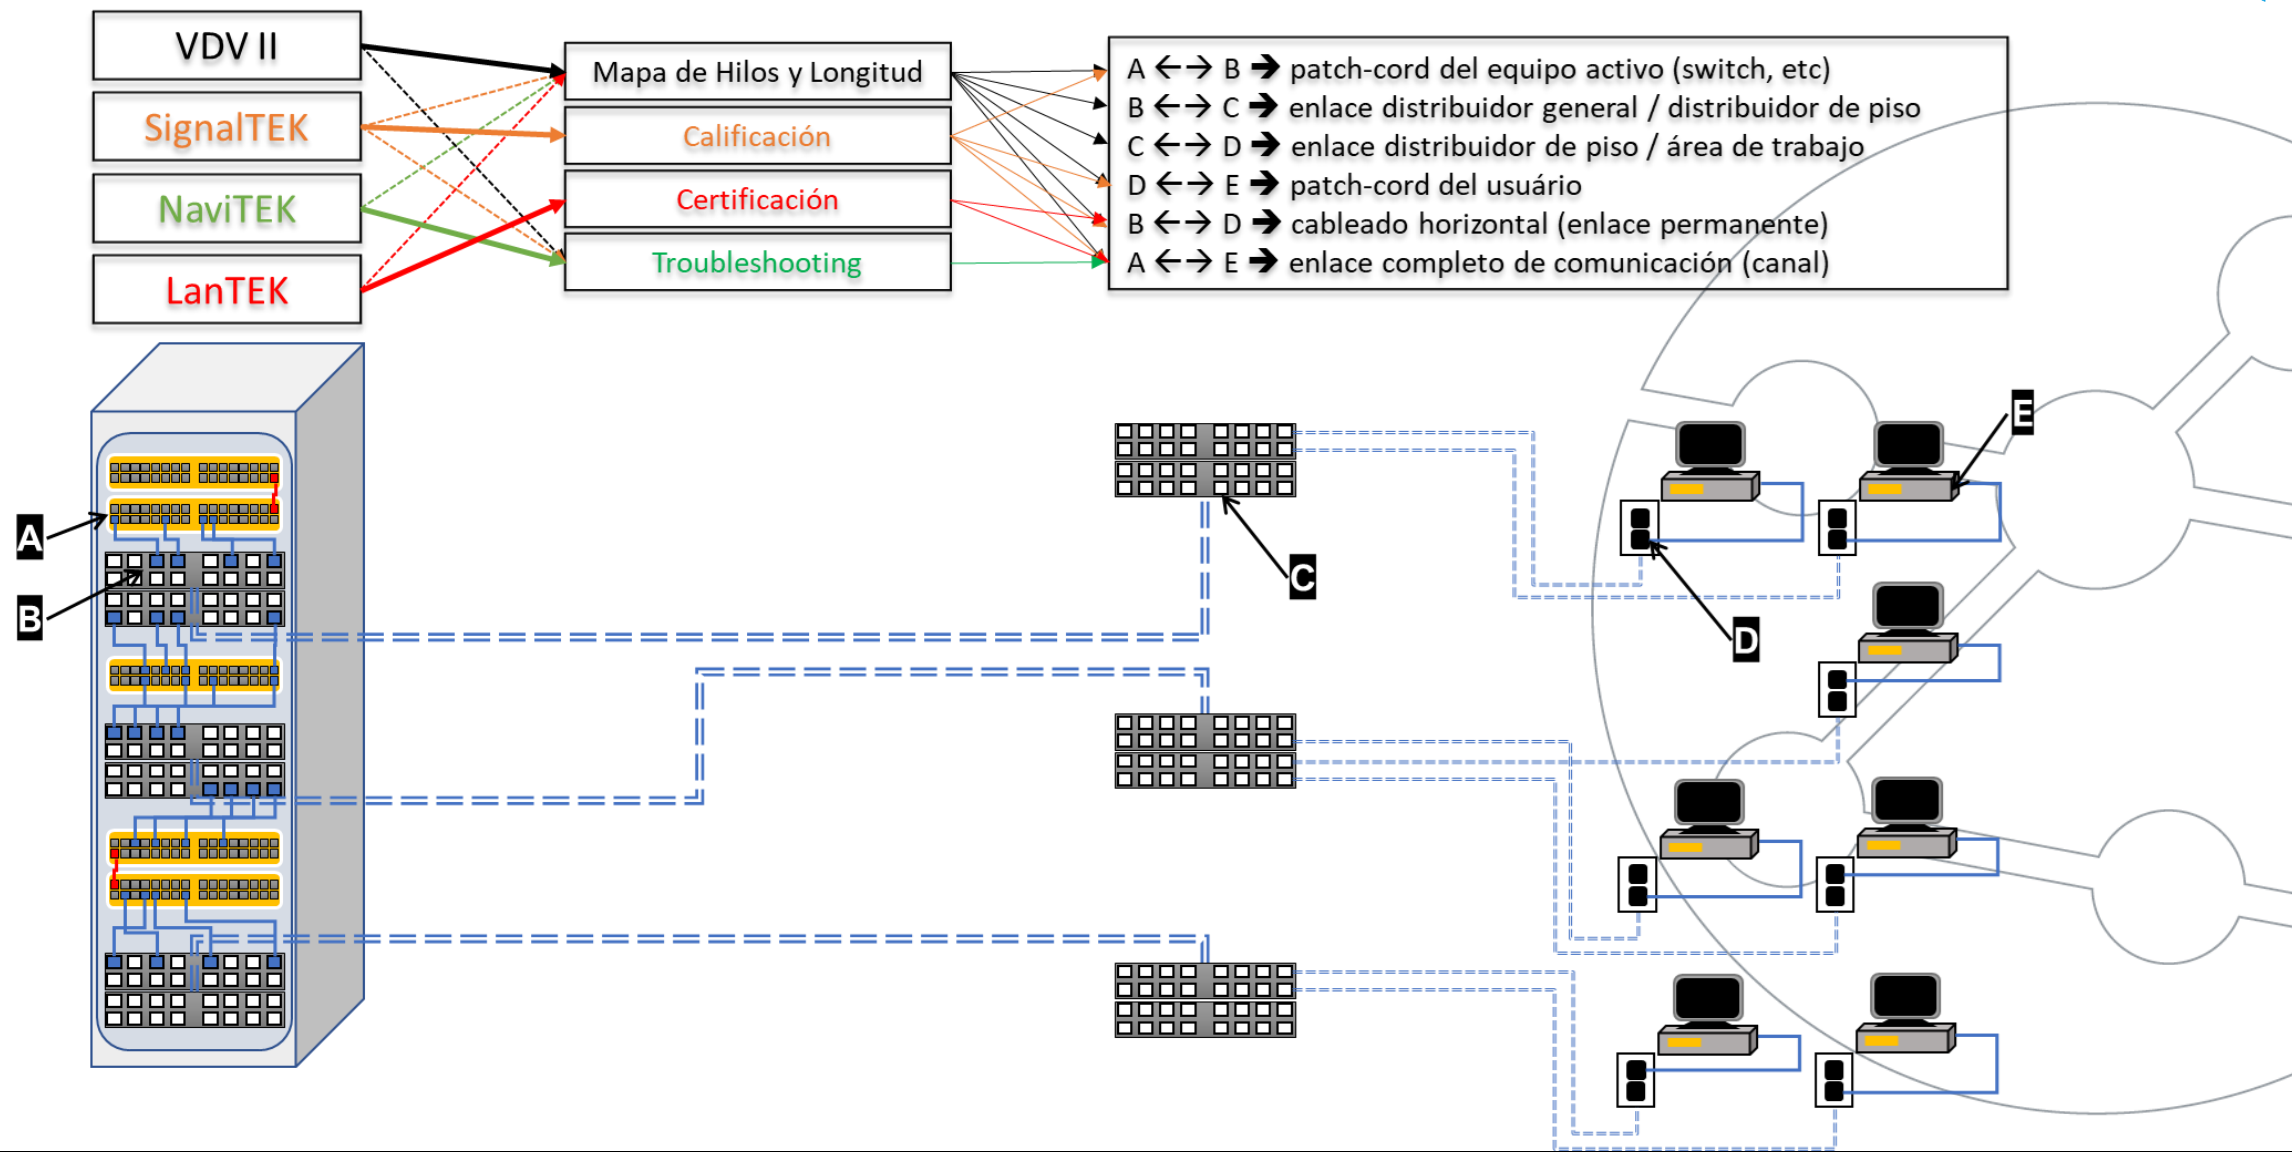 VDV II
SignalTEK
NaviTEK
LanTEK
Mapa de Hilos y Longitud
Calificación
Certificación
Troubleshooting
A ←→ B 🡺 patch-cord del equipo activo (switch, etc)
B ←→ C 🡺 enlace distribuidor general / distribuidor de piso
C ←→ D 🡺 enlace distribuidor de piso / área de trabajo
D ←→ E 🡺 patch-cord del usuário
B ←→ D 🡺 cableado horizontal (enlace permanente)
A ←→ E 🡺 enlace completo de comunicación (canal)
A
B
C
D
E